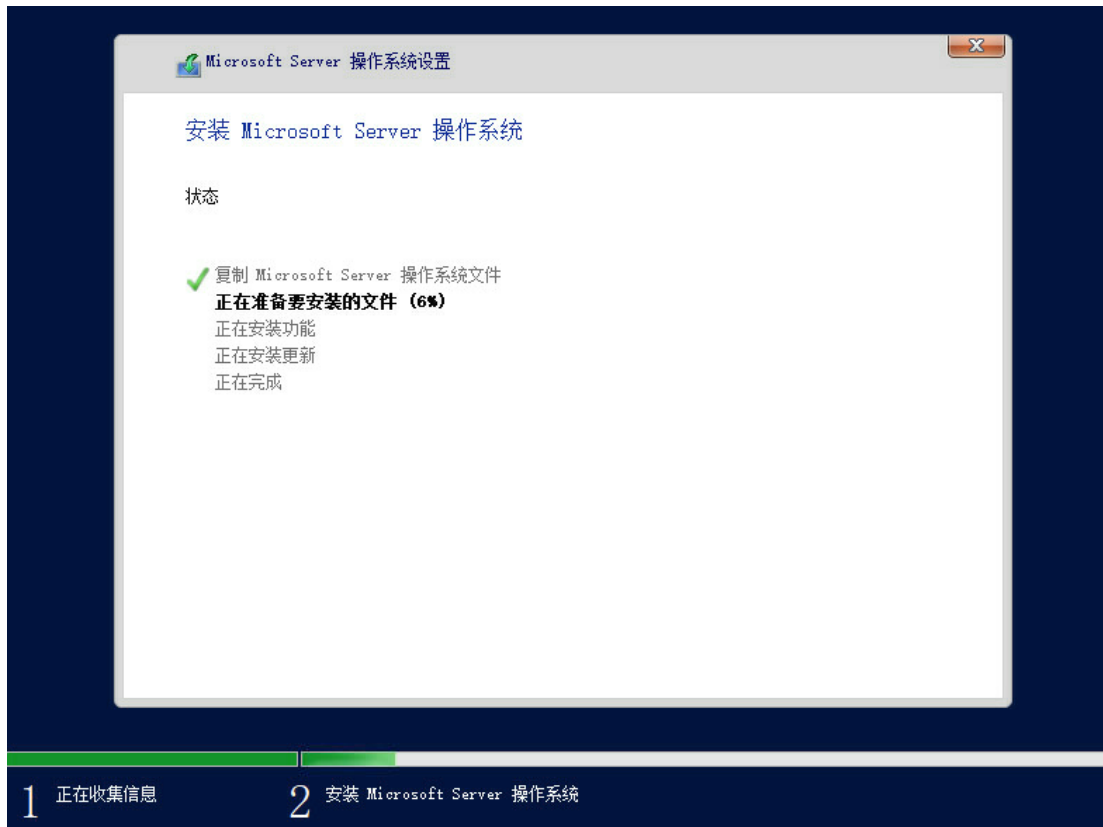 Microsoft Server 操作系统设置
安装 Microsoft Server 操作系统
状态
复制 Microsoft Server 操作系统文件
正在准备要安装的文件 (6%)
正在安装功能
正在安装更新
正在完成
1 正在收集信息
2 安装 Microsoft Server 操作系统